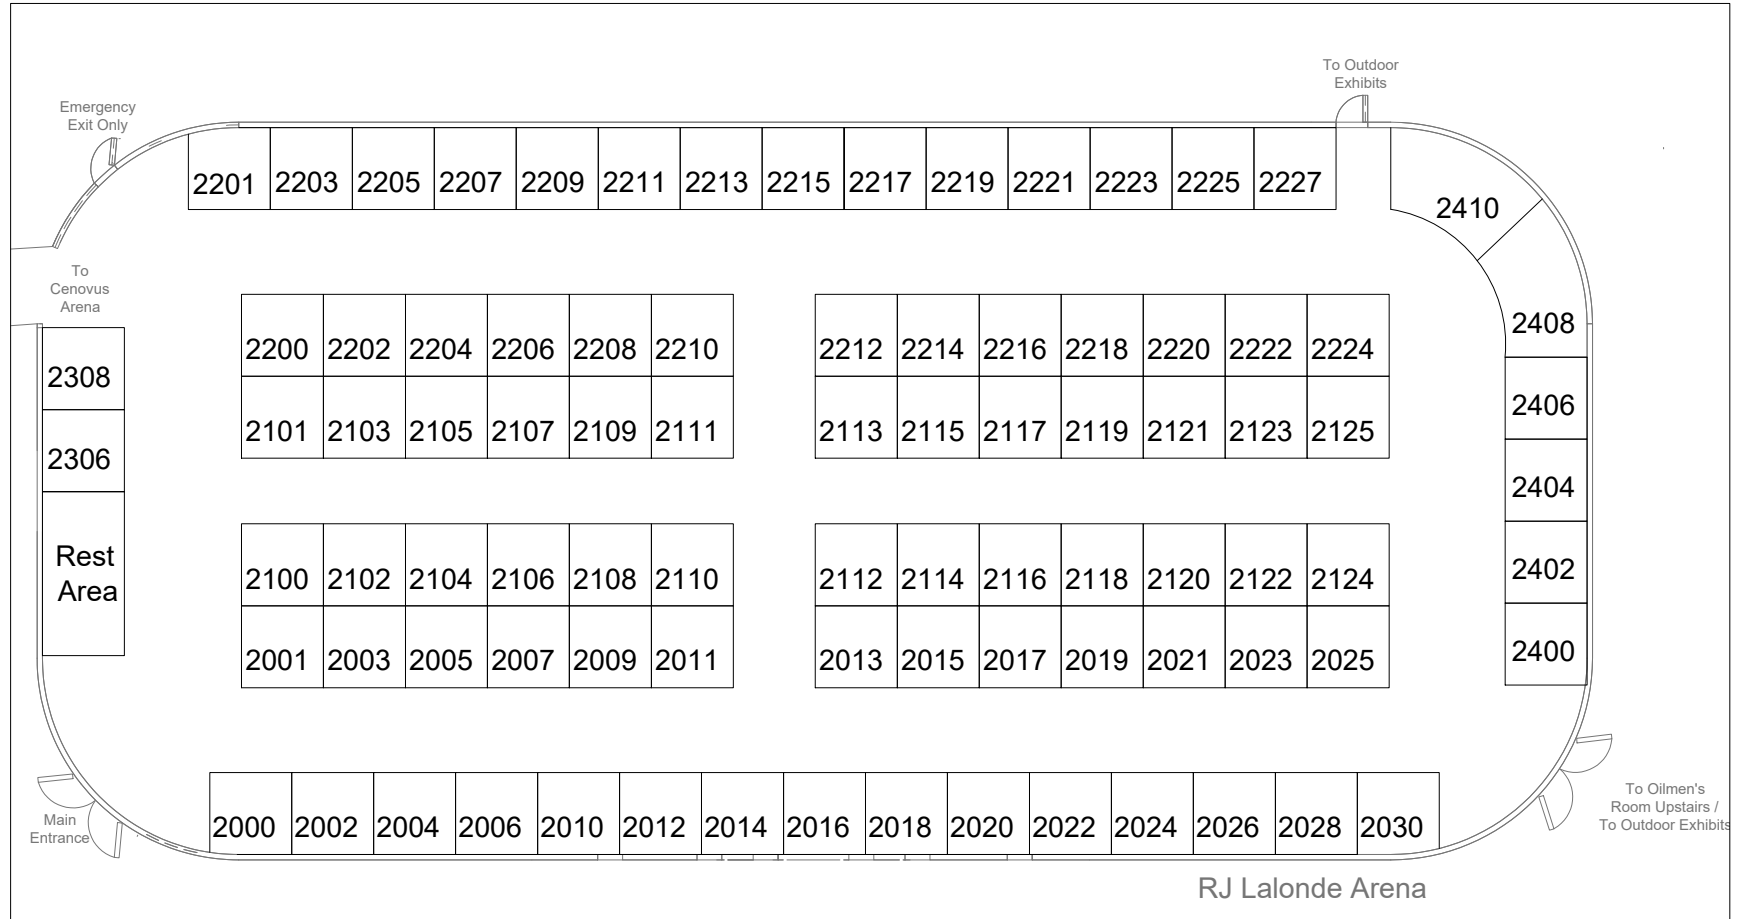 To Outdoor
Exhibits
Emergency
Exit Only
2201 2203 2205 2207 2209 2211 2213 2215 2217 2219 2221 2223 2225 2227
2410
To
Cenovus
Arena
2200 2202 2204 2206 2208 2210 2212 2214 2216 2218 2220 2222 2224
2408
2308
2101 2103 2105 2107 2109 2111 2113 2115 2117 2119 2121 2123 2125
2406
2306
2404
Rest
Area
2100 2102 2104 2106 2108 2110 2112 2114 2116 2118 2120 2122 2124
2402
2001 2003 2005 2007 2009 2011 2013 2015 2017 2019 2021 2023 2025
2400
Main
Entrance
2000 2002 2004 2006 2010 2012 2014 2016 2018 2020 2022 2024 2026 2028 2030
To Oilmen's
Room Upstairs /
To Outdoor Exhibits
RJ Lalonde Arena